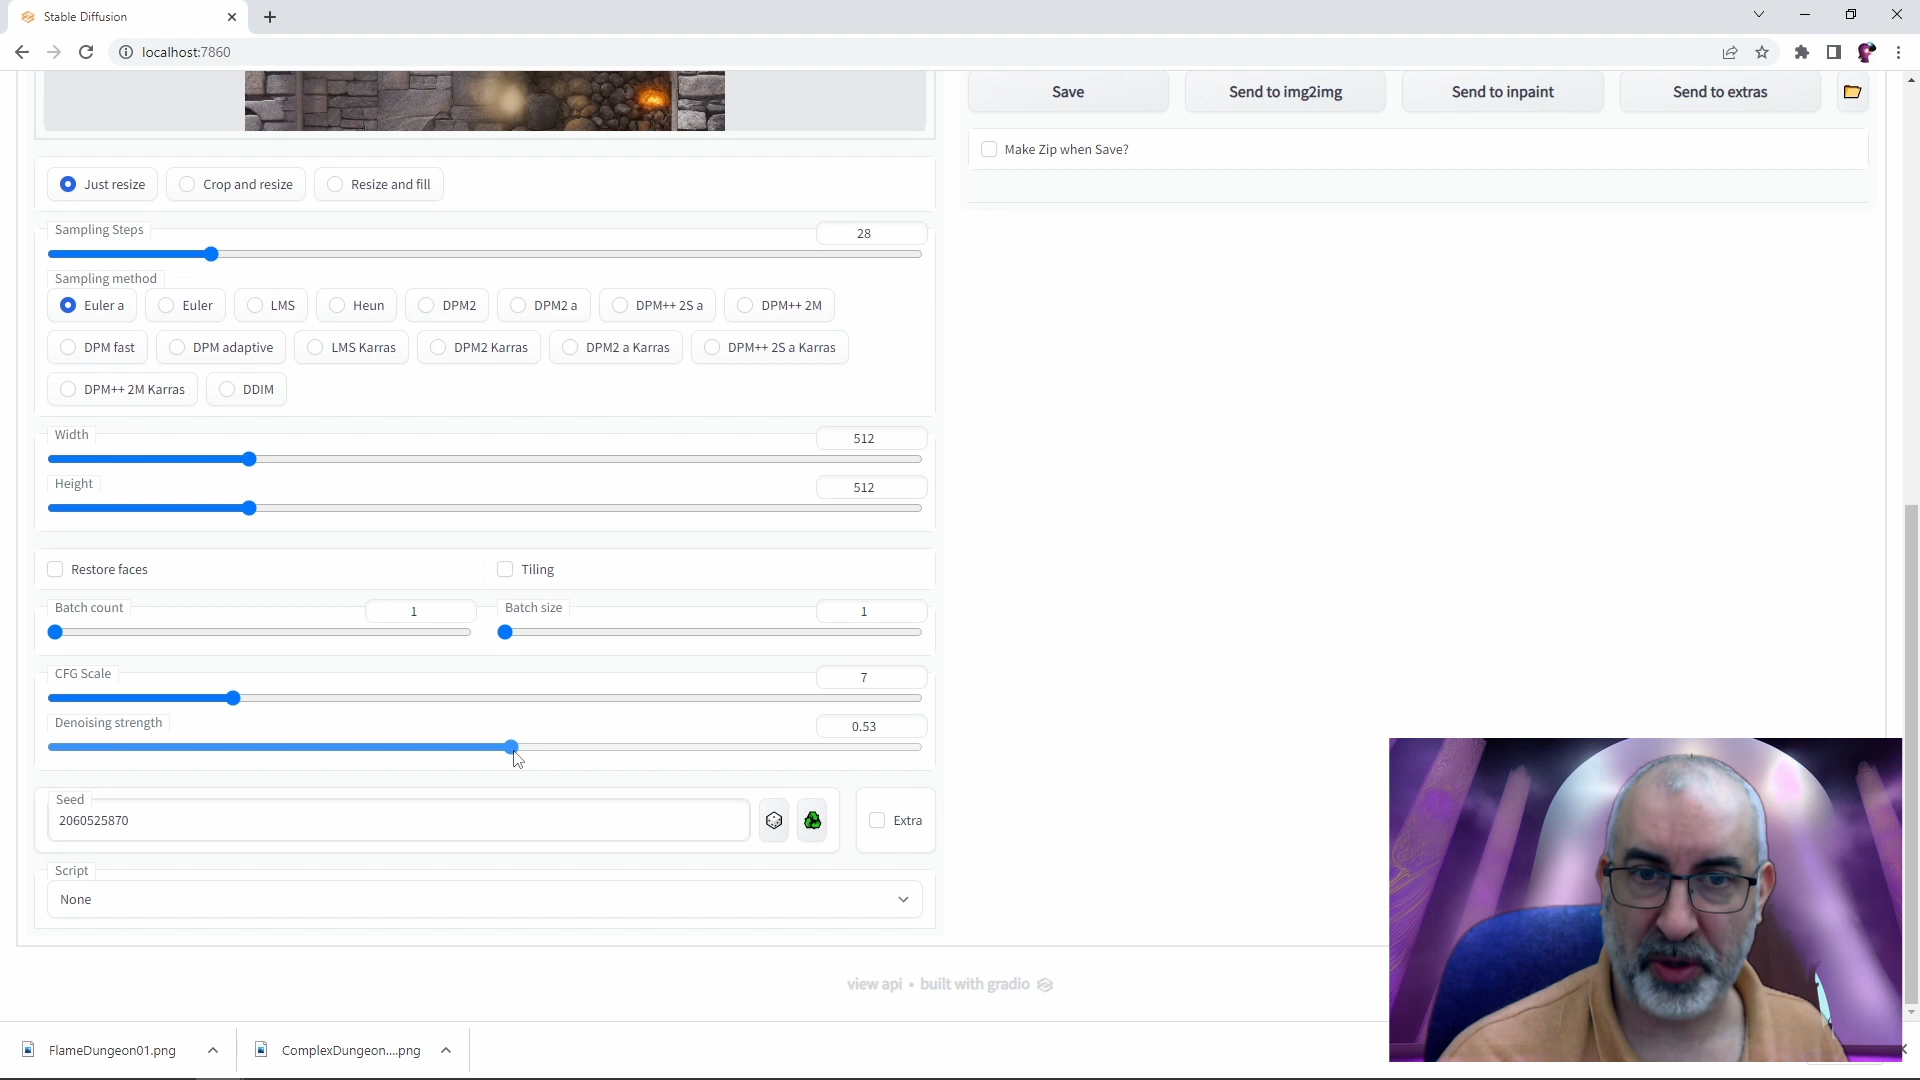 Stable Diffusion
localhost:7860
Save
Send to img2img
Send to inpaint
Send to extras
Make Zip when Save?
Just resize
Crop and resize
Resize and fill
Sampling Steps
28
Sampling method
Euler a
Euler
LMS
Heun
DPM2
DPM2 a
DPM++ 2S a
DPM++ 2M
DPM fast
DPM adaptive
LMS Karras
DPM2 Karras
DPM2 a Karras
DPM++ 2S a Karras
DPM++ 2M Karras
DDIM
Width
512
Height
512
Restore faces
Tiling
Batch count
1
Batch size
1
CFG Scale
7
Denoising strength
0.53
Seed
2060525870
Extra
Script
None
view api • built with gradio
FlameDungeon01.png
ComplexDungeon....png